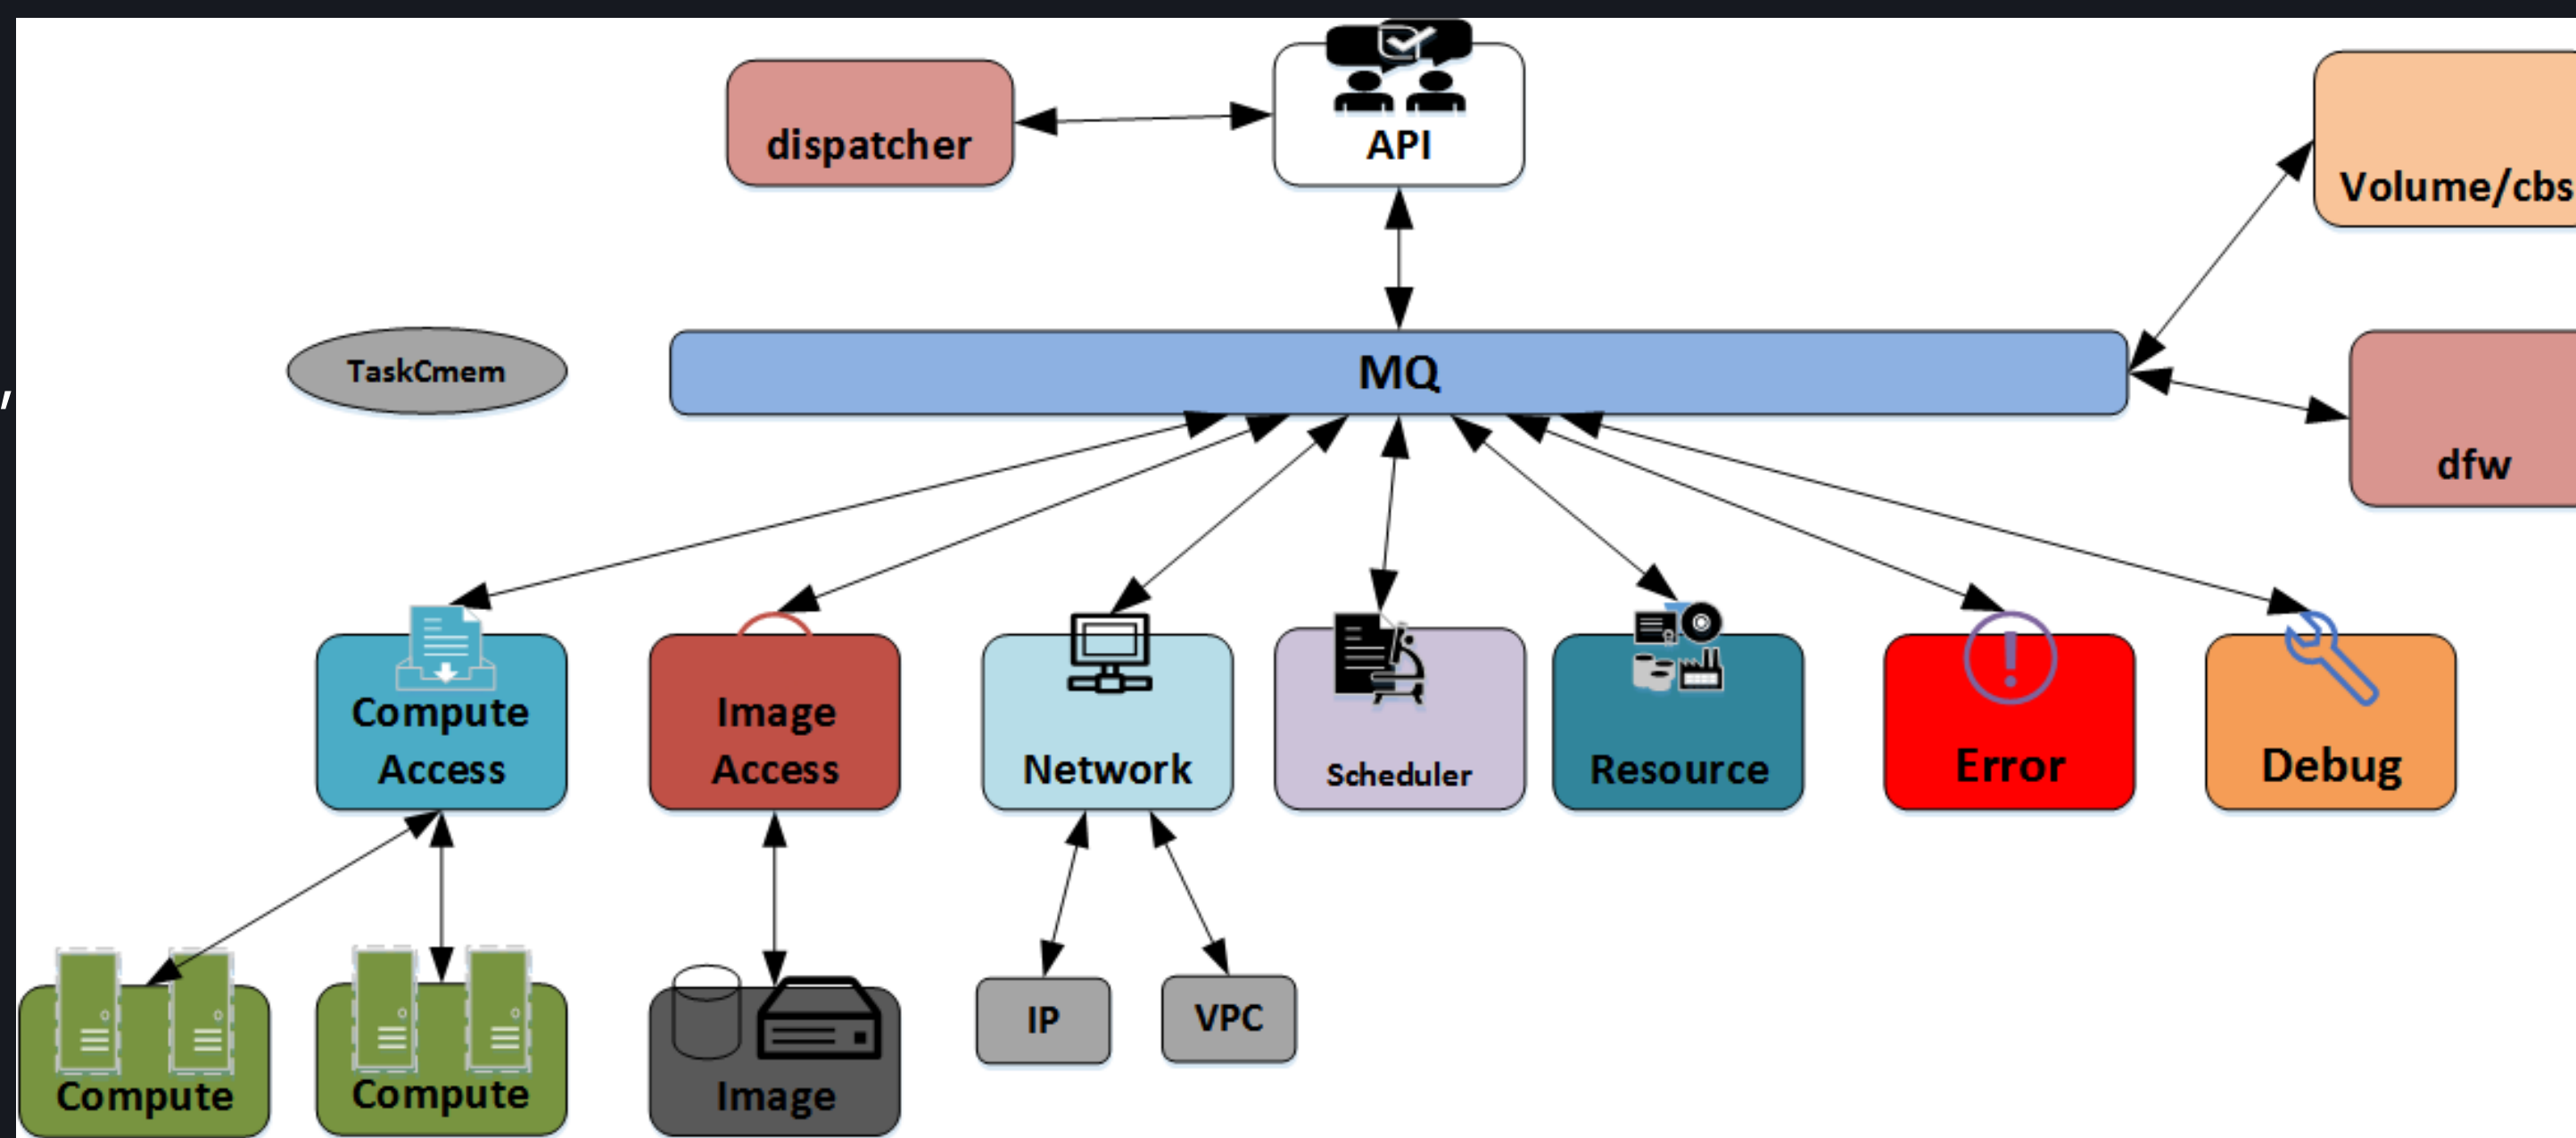 dispatcher
API
Volume/cbs
TaskCmem
MQ
,
dfw
Compute
Access
Image
Access
Network
Scheduler
Resource
Error
Debug
Compute
Compute
Image
IP
VPC